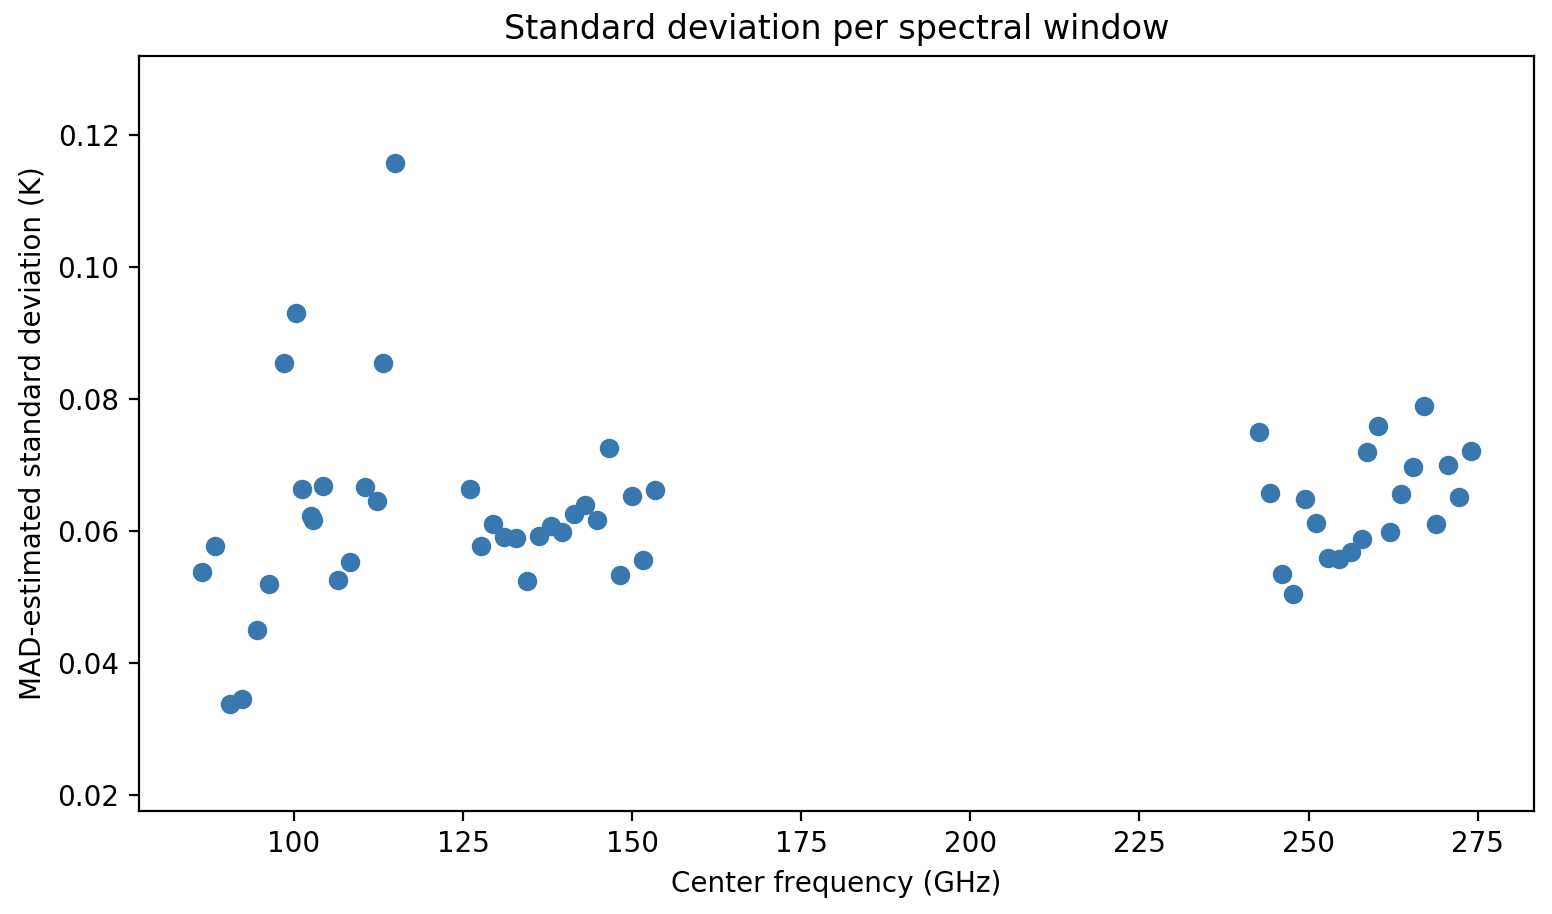 Standard deviation per spectral window
MAD-estimated standard deviation (K)
0.12
0.10
0.08
0.06
0.04
0.02
100 125 150 175 200 225 250 275
Center frequency (GHz)